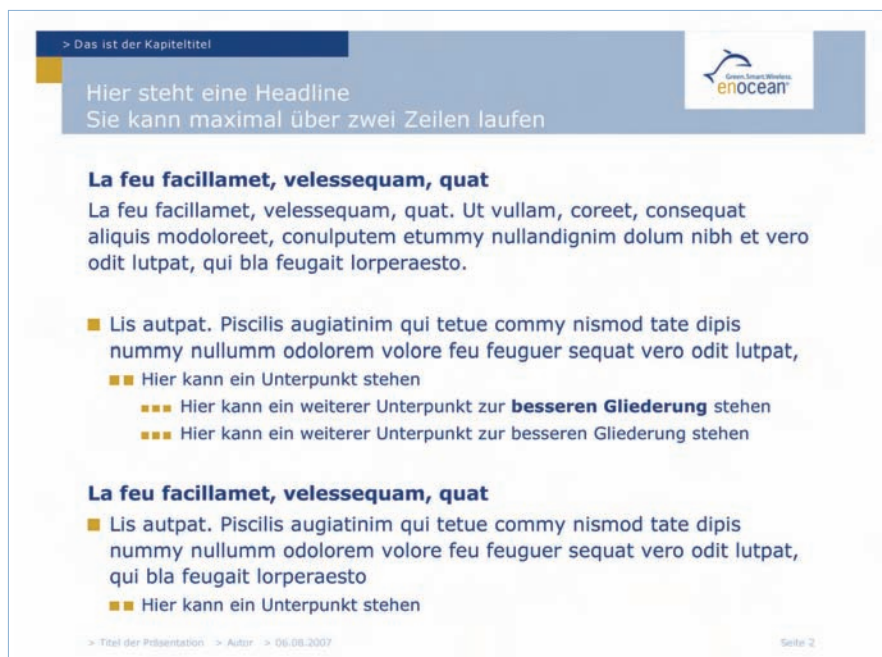 > Das ist der Kapiteltitel
Hier steht eine Headline
Sie kann maximal über zwei Zeilen laufen
Green.Smart.Wireless.
enocean®
La feu facillamet, velessequam, quat
La feu facillamet, velessequam, quat. Ut vullam, coreet, consequat
aliquis modoloreet, conulputem etummy nullandignim dolum nibh et vero
odit lutpat, qui bla feugait lorperaesto.
Lis autpat. Piscilis augiatinim qui tetue commy nismod tate dipis
nummy nullumm odolorem volore feu feuguer sequat vero odit lutpat,
Hier kann ein Unterpunkt stehen
Hier kann ein weiterer Unterpunkt zur besseren Gliederung stehen
Hier kann ein weiterer Unterpunkt zur besseren Gliederung stehen
La feu facillamet, velessequam, quat
Lis autpat. Piscilis augiatinim qui tetue commy nismod tate dipis
nummy nullumm odolorem volore feu feuguer sequat vero odit lutpat,
qui bla feugait lorperaesto
Hier kann ein Unterpunkt stehen
> Titel der Präsentation > Autor > 06.08.2007 Seite 2